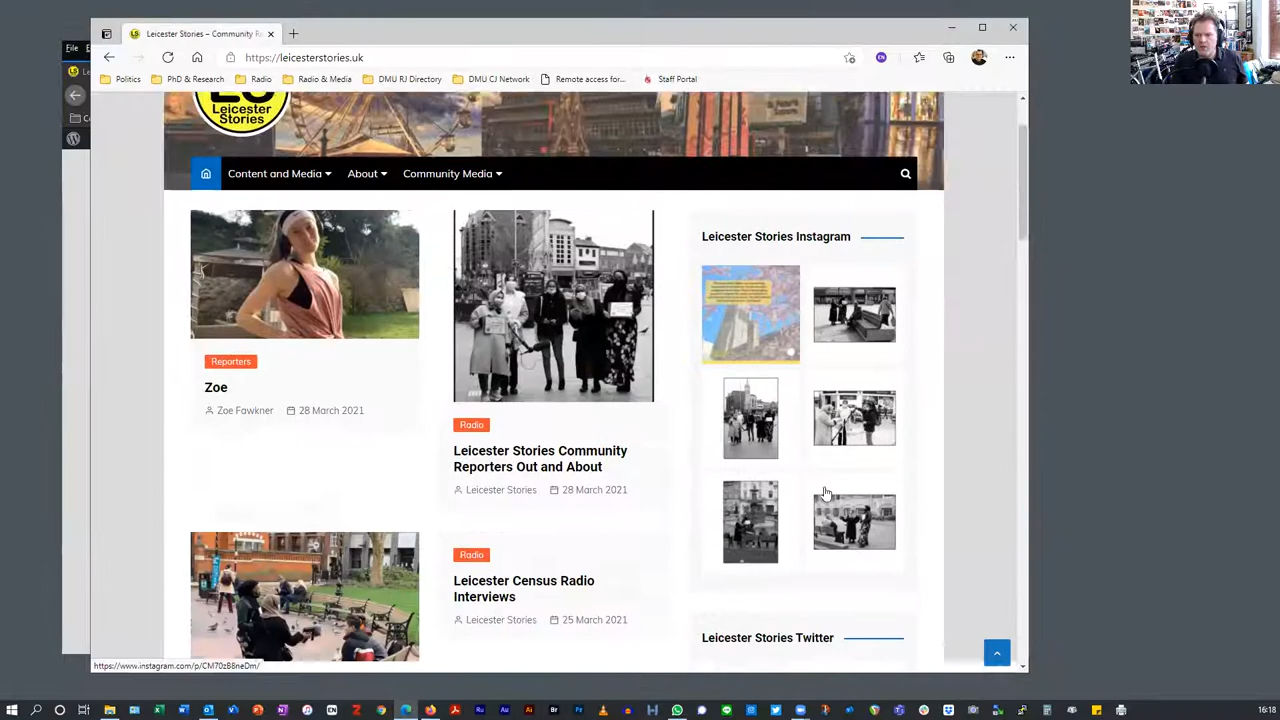 Leicester Stories – Community Re
https://leicesterstories.uk
Politics
PhD & Research
Radio
Radio & Media
DMU RJ Directory
DMU CJ Network
Remote access for...
Staff Portal
File
Leicester
Stories
Content and Media
About
Community Media
Leicester Stories Instagram
Reporters
Zoe
Zoe Fawkner
28 March 2021
Radio
Leicester Stories Community
Reporters Out and About
Leicester Stories
28 March 2021
Radio
Leicester Census Radio
Interviews
Leicester Stories
25 March 2021
Leicester Stories Twitter
https://www.instagram.com/p/CM70zB8neDm/
16:18